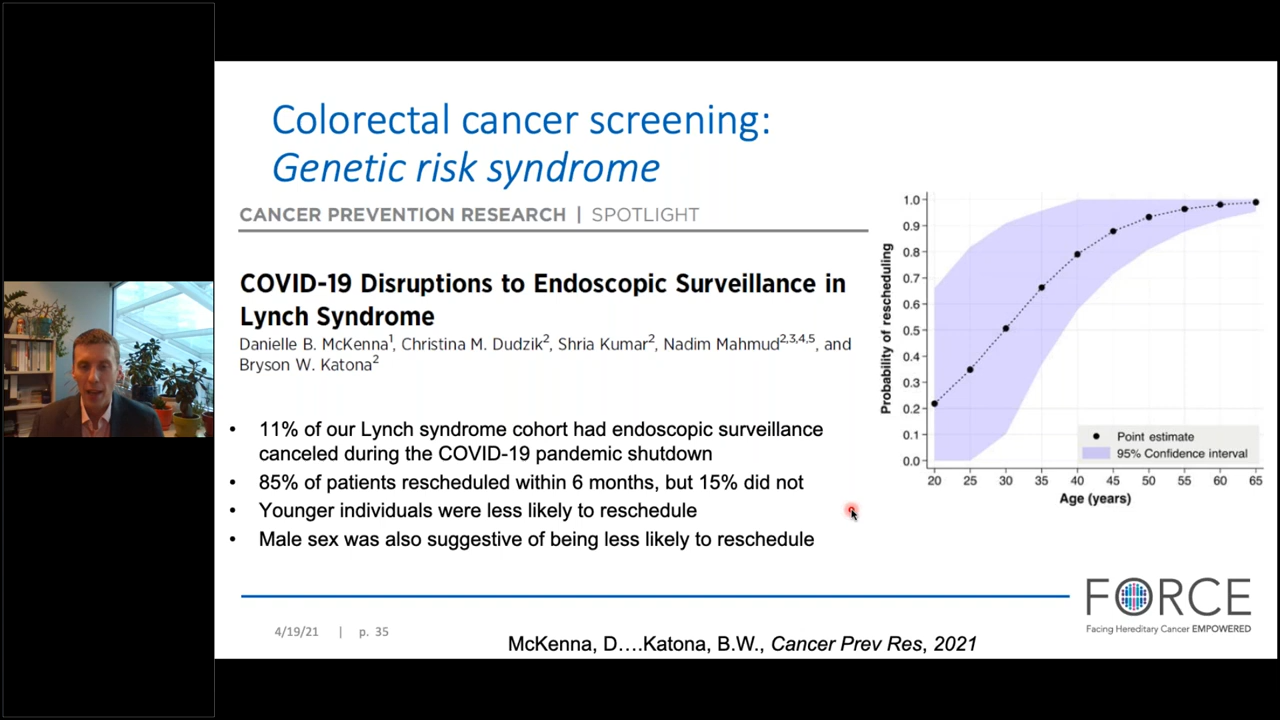 Colorectal cancer screening:
Genetic risk syndrome
CANCER PREVENTION RESEARCH | SPOTLIGHT
COVID-19 Disruptions to Endoscopic Surveillance in
Lynch Syndrome
Danielle B. McKenna1, Christina M. Dudzik2, Shria Kumar2, Nadim Mahmud2,3,4,5, and
Bryson W. Katona2
• 11% of our Lynch syndrome cohort had endoscopic surveillance
canceled during the COVID-19 pandemic shutdown
• 85% of patients rescheduled within 6 months, but 15% did not
• Younger individuals were less likely to reschedule
• Male sex was also suggestive of being less likely to reschedule
Probability of rescheduling
1.0
0.9
0.8
0.7
0.6
0.5
0.4
0.3
0.2
0.1
0.0
Point estimate
95% Confidence interval
20 25 30 35 40 45 50 55 60 65
Age (years)
4/19/21 | p. 35
McKenna, D....Katona, B.W., Cancer Prev Res, 2021
FORCE
Facing Hereditary Cancer EMPOWERED